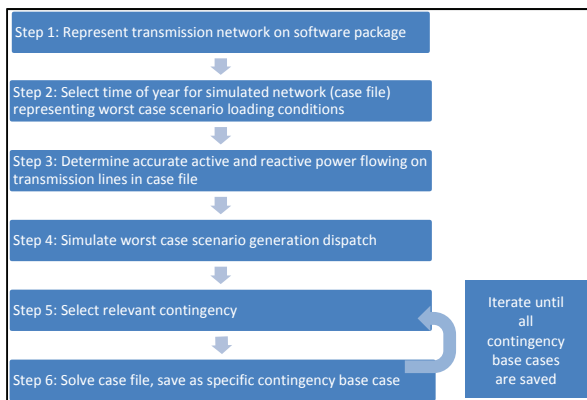 Step 1: Represent transmission network on software package
Step 2: Select time of year for simulated network (case file)
representing worst case scenario loading conditions
Step 3: Determine accurate active and reactive power flowing on
transmission lines in case file
Step 4: Simulate worst case scenario generation dispatch
Step 5: Select relevant contingency
Step 6: Solve case file, save as specific contingency base case
Iterate until
all
contingency
base cases
are saved